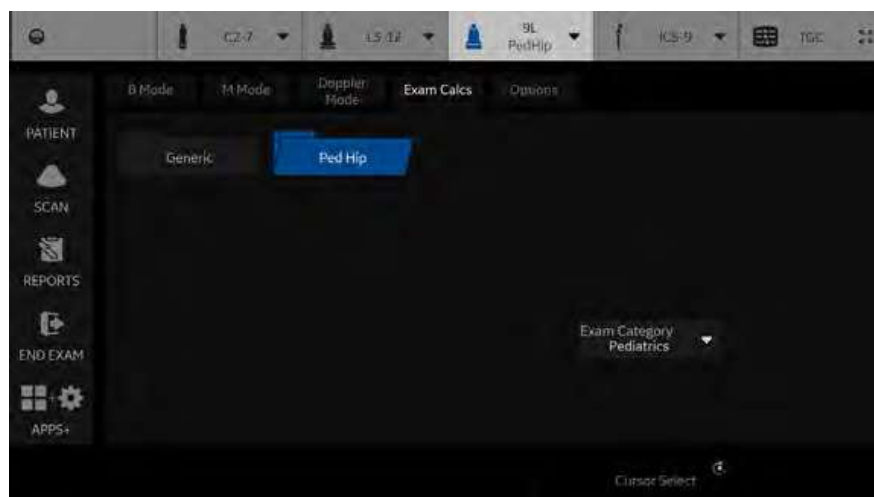 C2-7
L3-12
9L
PedHip
IC5-9
TGC
B Mode
M Mode
Doppler
Mode
Exam Calcs
Options
PATIENT
Generic
Ped Hip
SCAN
REPORTS
Exam Category
Pediatrics
END EXAM
APPS+
Cursor Select